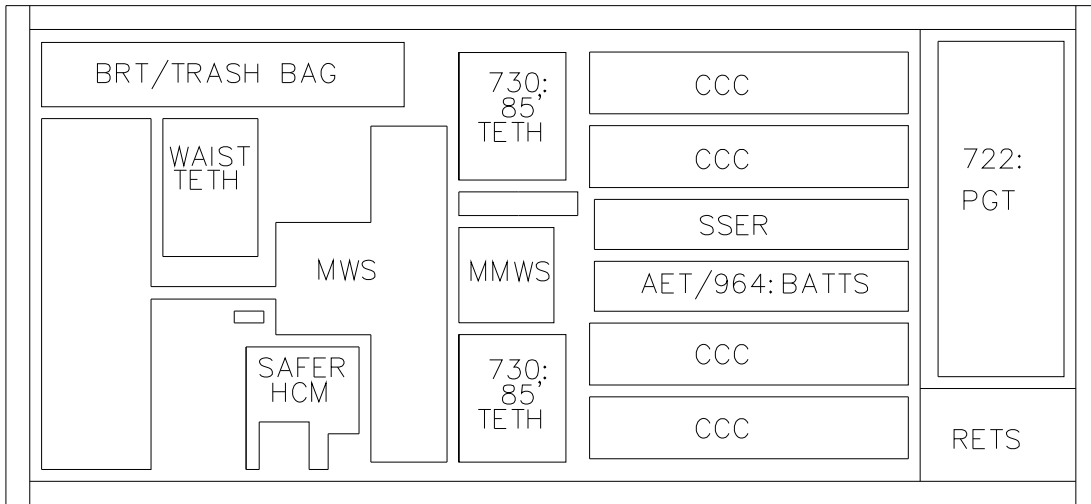 BRT/TRASH BAG
WAIST
TETH
MWS
SAFER
HCM
730:
85'
TETH
MMWS
730:
85'
TETH
CCC
CCC
SSER
AET/964:BATTS
CCC
CCC
722:
PGT
RETS